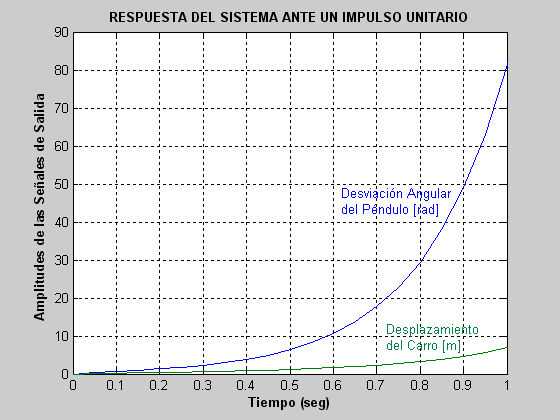 RESPUESTA DEL SISTEMA ANTE UN IMPULSO UNITARIO
Amplitudes de las Señales de Salida
90
80
70
60
50
40
30
20
10
0
Desviación Angular
del Péndulo [rad]
Desplazamiento
del Carro [m]
0 0.1 0.2 0.3 0.4 0.5 0.6 0.7 0.8 0.9 1
Tiempo (seg)